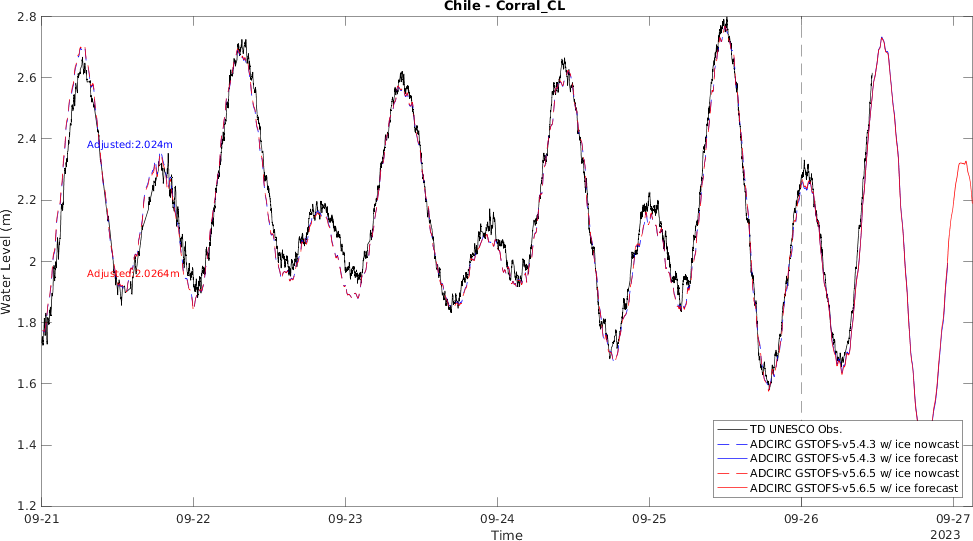 Chile - Corral_CL
2.8
2.6
2.4
2.2
2
1.8
1.6
1.4
1.2
Water Level (m)
Adjusted:2.024m
Adjusted:2.0264m
TD UNESCO Obs.
ADCIRC GSTOFS-v5.4.3 w/ ice nowcast
ADCIRC GSTOFS-v5.4.3 w/ ice forecast
ADCIRC GSTOFS-v5.6.5 w/ ice nowcast
ADCIRC GSTOFS-v5.6.5 w/ ice forecast
09-21 09-22 09-23 09-24 09-25 09-26 09-27
Time
2023